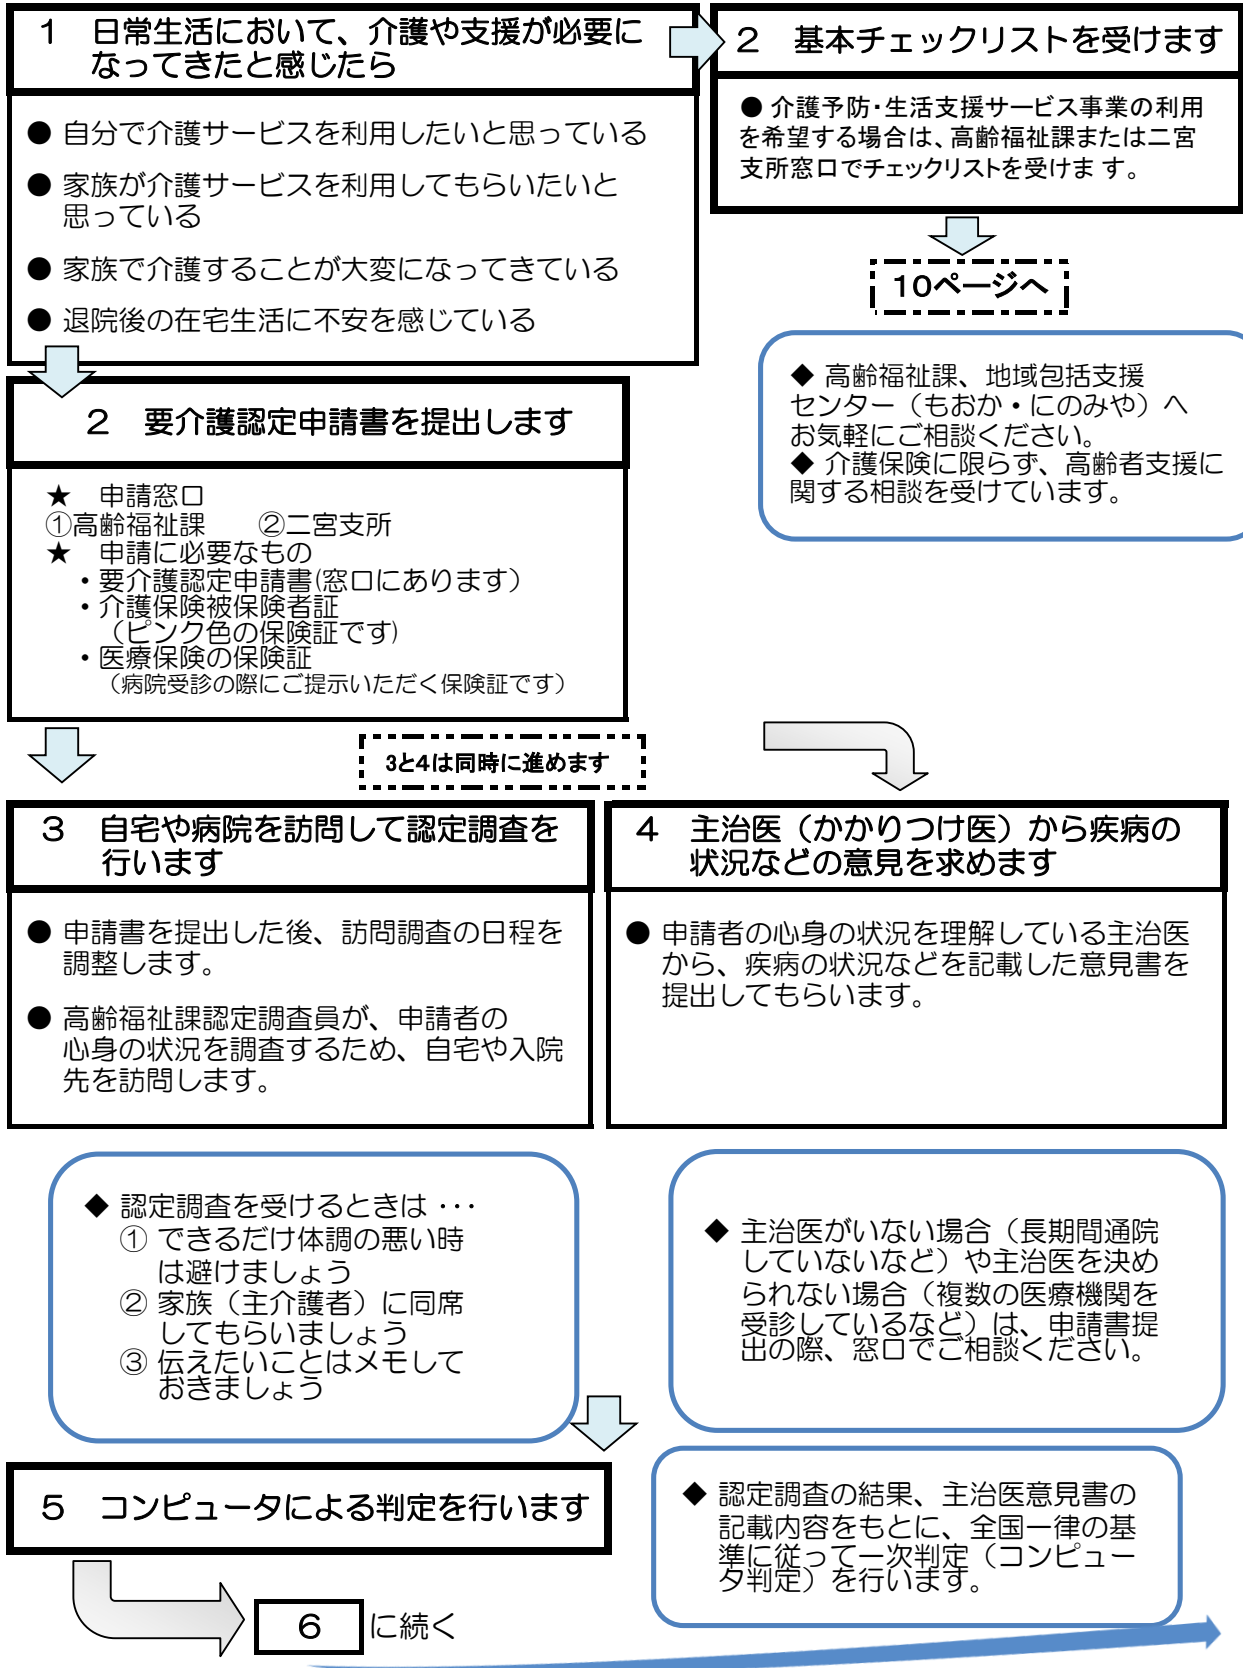 1　日常生活において、介護や支援が必要に
なってきたと感じたら
● 自分で介護サービスを利用したいと思っている
● 家族が介護サービスを利用してもらいたいと
思っている
● 家族で介護することが大変になってきている
● 退院後の在宅生活に不安を感じている
2　基本チェックリストを受けます
● 介護予防・生活支援サービス事業の利用
を希望する場合は、高齢福祉課または二宮
支所窓口でチェックリストを受けま す。
10ページへ
◆ 高齢福祉課、地域包括支援
センター（もおか・にのみや）へ
お気軽にご相談ください。
◆ 介護保険に限らず、高齢者支援に
関する相談を受けています。
2　要介護認定申請書を提出します
★　申請窓口
①高齢福祉課　　②二宮支所
★　申請に必要なもの
・要介護認定申請書(窓口にあります）
・介護保険被保険者証
（ピンク色の保険証です)
・医療保険の保険証
（病院受診の際にご提示いただく保険証です）
3と4は同時に進めます
3　自宅や病院を訪問して認定調査を
行います
● 申請書を提出した後、訪問調査の日程を
調整します。
● 高齢福祉課認定調査員が、申請者の
心身の状況を調査するため、自宅や入院
先を訪問します。
4　主治医（かかりつけ医）から疾病の
状況などの意見を求めます
● 申請者の心身の状況を理解している主治医
から、疾病の状況などを記載した意見書を
提出してもらいます。
◆ 認定調査を受けるときは ･･･
① できるだけ体調の悪い時
は避けましょう
② 家族（主介護者）に同席
してもらいましょう
③ 伝えたいことはメモして
おきましょう
◆ 主治医がいない場合（長期間通院
していないなど）や主治医を決め
られない場合（複数の医療機関を
受診しているなど）は、申請書提
出の際、窓口でご相談ください。
5　コンピュータによる判定を行います
◆ 認定調査の結果、主治医意見書の
記載内容をもとに、全国一律の基
準に従って一次判定（コンピュー
タ判定）を行います。
6 に続く